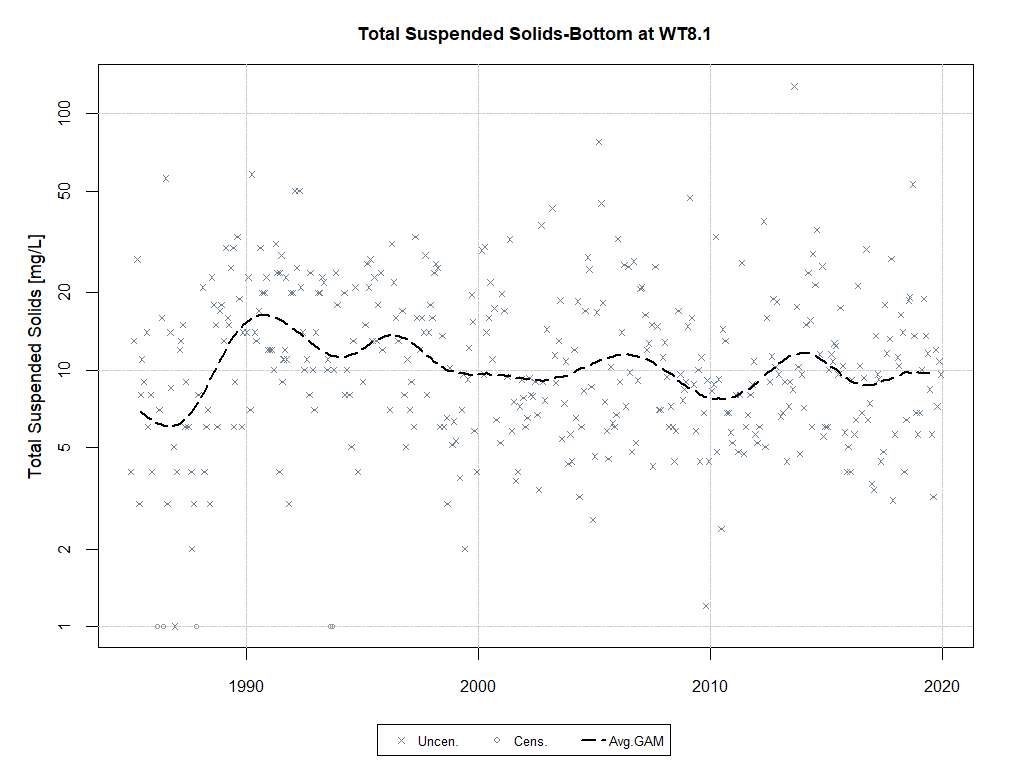 Total Suspended Solids-Bottom at WT8.1
Total Suspended Solids [mg/L]
100
50
20
10
5
2
1
1990 2000 2010 2020
Uncen. Cens. Avg.GAM